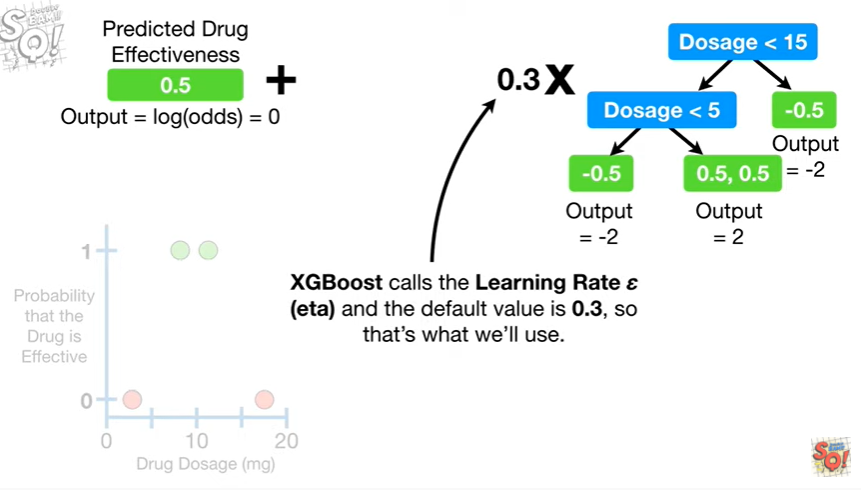 Predicted Drug
Effectiveness
0.5
Output = log(odds) = 0
+
0.3 X
Dosage < 15
Dosage < 5
-0.5
Output
= -2
-0.5
Output
= -2
0.5, 0.5
Output
= 2
XGBoost calls the Learning Rate ε
(eta) and the default value is 0.3, so
that's what we'll use.
Probability
that the
Drug is
Effective
1
0
0
10
20
Drug Dosage (mg)
SQ!
SQ!